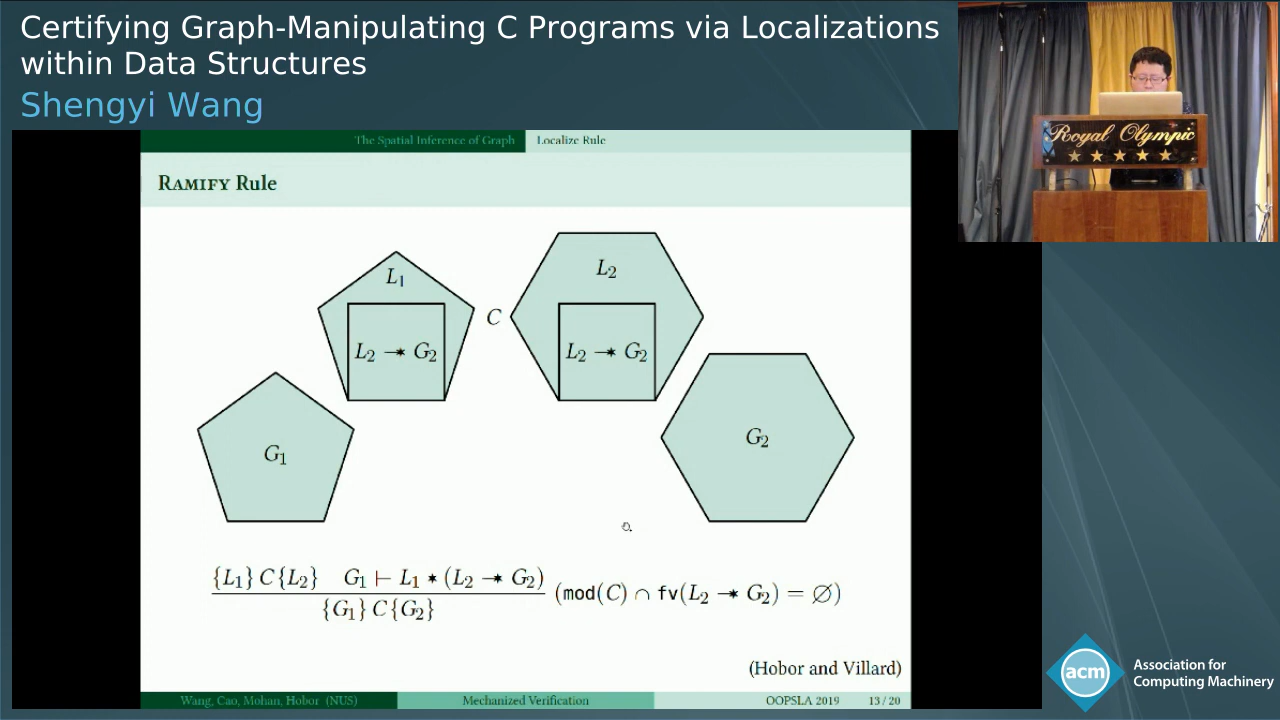 Certifying Graph-Manipulating C Programs via Localizations
within Data Structures
Shengyi Wang
Royal Olympic
The Spatial Inference of Graph Localize Rule
RAMIFY Rule
L₁
L₂
C
L₂ −∗ G₂
L₂ −∗ G₂
G₁
G₂
{L₁} C {L₂} G₁ ⊢ L₁ ∗ (L₂ −∗ G₂)
{G₁} C {G₂}
(mod(C) ∩ fv(L₂ −∗ G₂) = ∅)
(Hobor and Villard)
Wang, Cao, Mohan, Hobor (NUS) Mechanized Verification OOPSLA 2019 13 / 20
acm
Association for
Computing Machinery